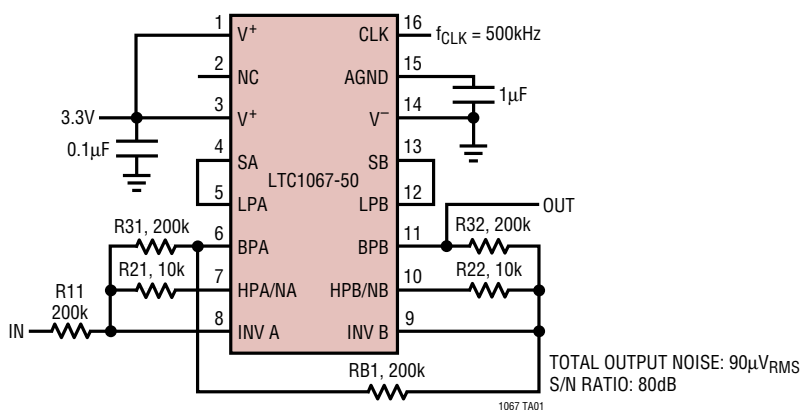 1 V+ CLK 16 fCLK = 500kHz
2 NC AGND 15
1µF
3.3V 3 V+ V– 14
0.1µF
4 SA SB 13
LTC1067-50
5 LPA LPB 12
OUT
R31, 200k 6 BPA BPB 11 R32, 200k
R21, 10k 7 HPA/NA HPB/NB 10 R22, 10k
R11
200k
IN 8 INV A INV B 9
RB1, 200k
TOTAL OUTPUT NOISE: 90µVRMS
S/N RATIO: 80dB
1067 TA01